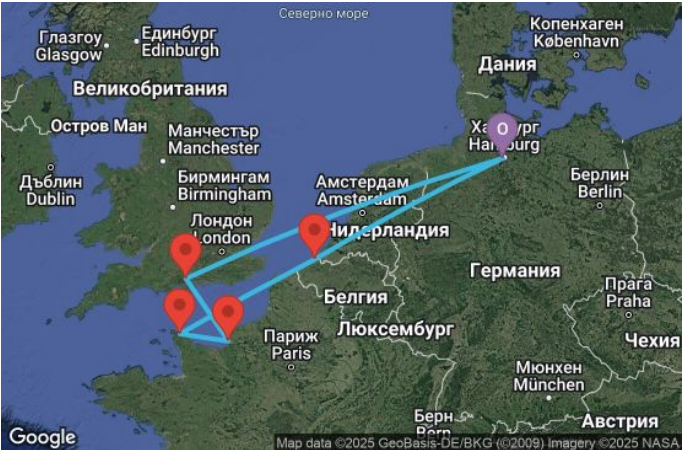 Северно море
Глазгоу
Glasgow
Единбург
Edinburgh
Копенхаген
København
Дания
Великобритания
Остров Ман
Манчестър
Manchester
O
Hamburg
Дъблин
Dublin
Бирмингам
Birmingham
Амстердам
Amsterdam
Берлин
Berlin
Лондон
London
Нидерландия
Германия
Белгия
Прага
Praha
Париж
Paris
Люксембург
Чехия
Мюнхен
München
Берн
Bern
Австрия
Google
Map data ©2025 GeoBasis-DE/BKG (©2009) Imagery ©2025 NASA